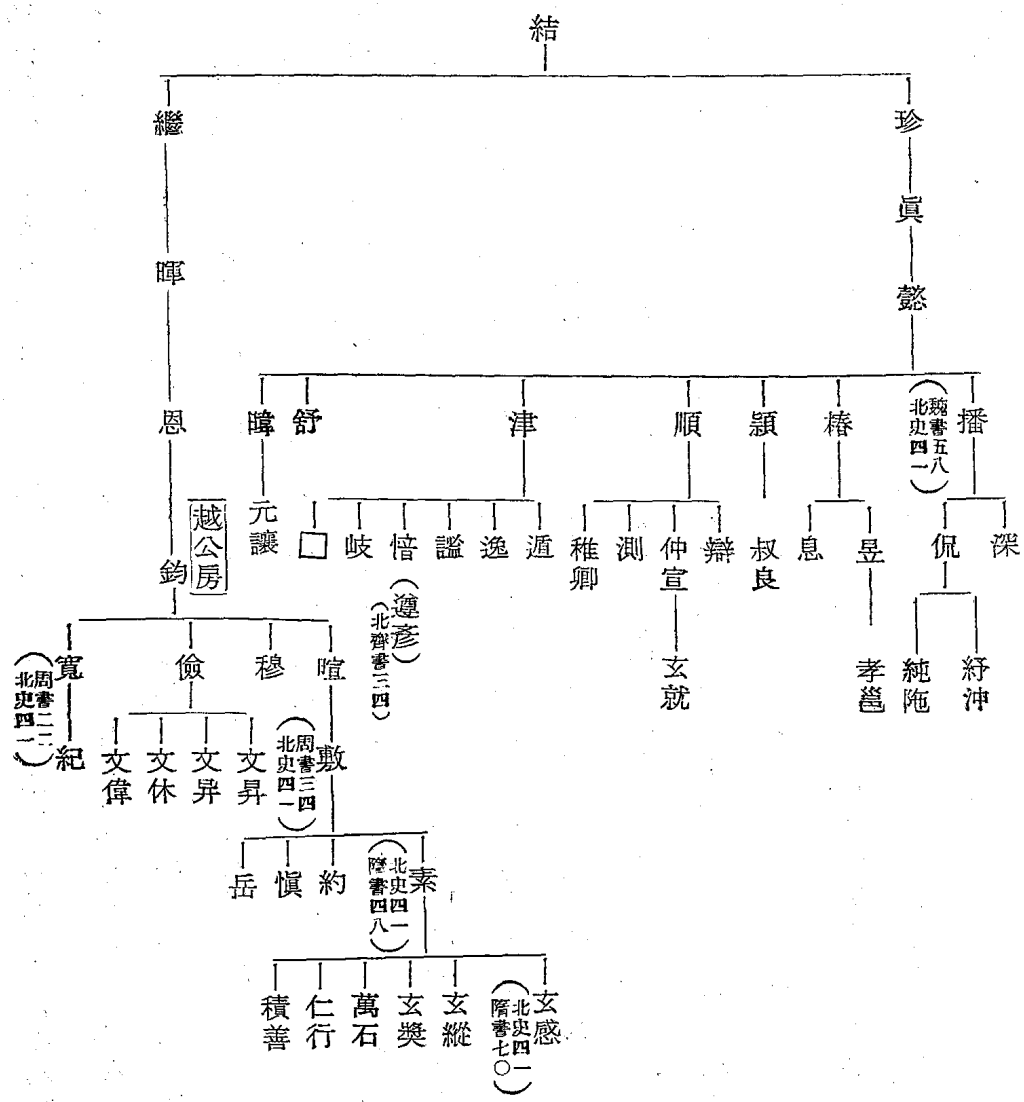 結
珍
眞
懿
播
（魏書五八
北史四一）
椿
頴
順
津
舒
暐
深
侃
昱
息
叔良
辯
仲宣
測
稚卿
遁
逸
謐
愔
（遵彥）
（北齊書三四）
岐
□
元讓
紓沖
純陁
孝邕
玄就
繼
暉
恩
鈞
越公房
暄
穆
儉
寬
（周書二二
北史四一）
敷
（周書三四
北史四一）
文昇
文异
文休
文偉
紀
素
（北史四一
隋書四八）
約
愼
岳
玄感
（北史四一
隋書七〇）
玄縱
玄奬
萬石
仁行
積善